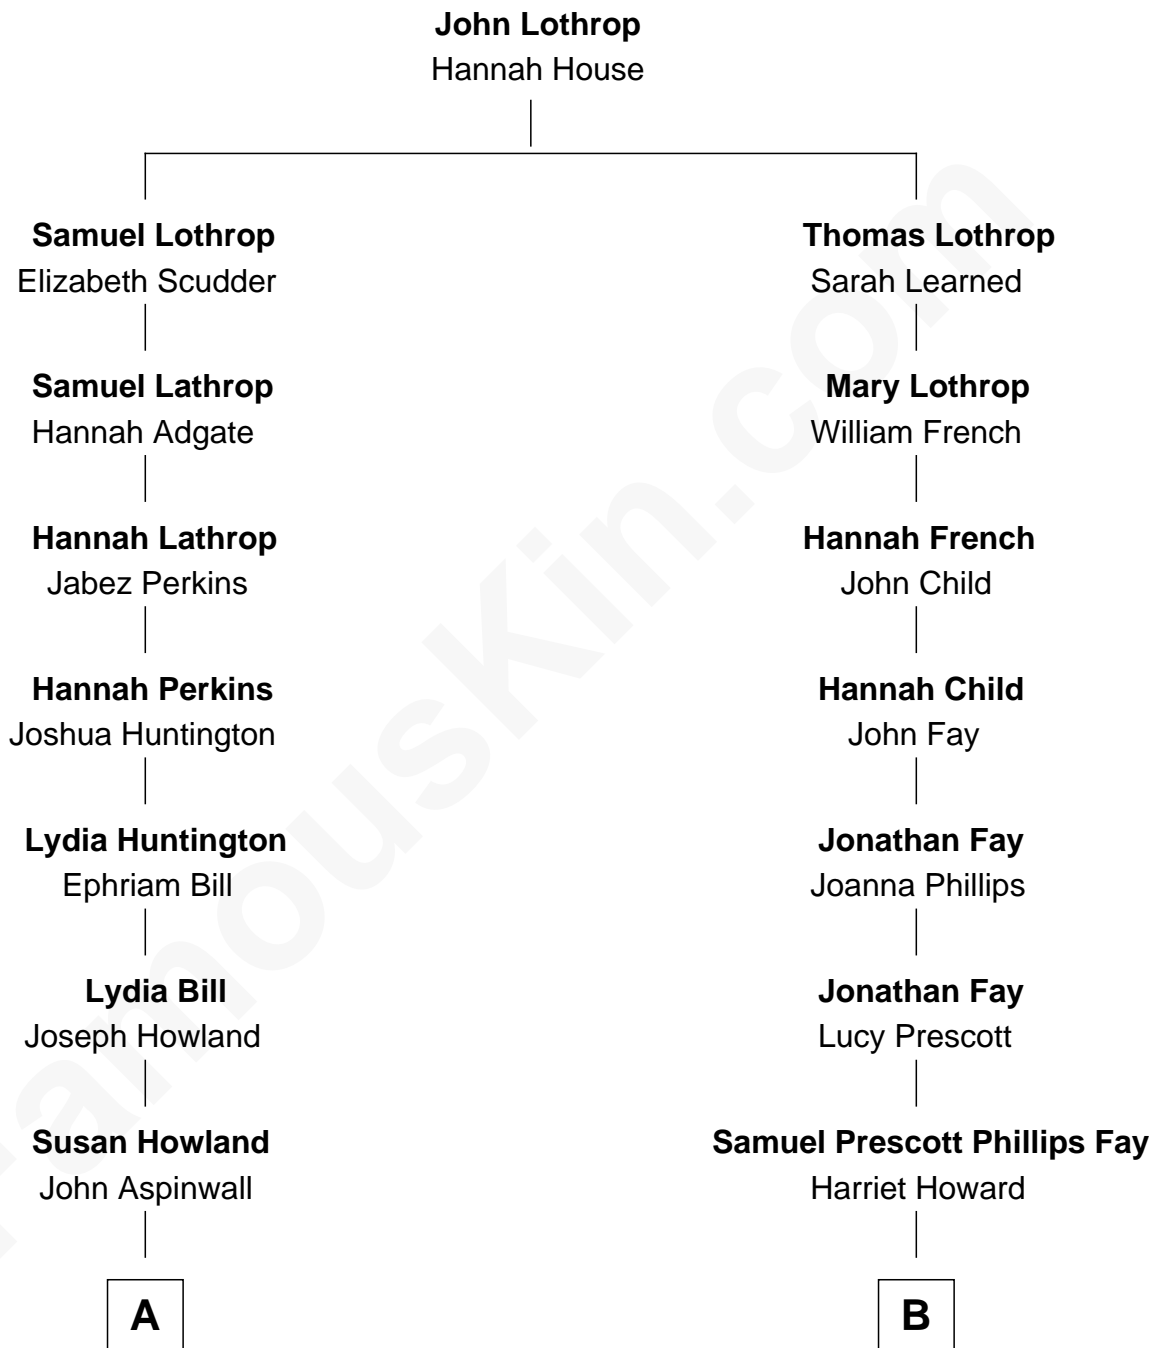 John Lothrop
Hannah House
Samuel Lothrop
Elizabeth Scudder
Thomas Lothrop
Sarah Learned
Samuel Lathrop
Hannah Adgate
Mary Lothrop
William French
Hannah Lathrop
Jabez Perkins
Hannah French
John Child
Hannah Perkins
Joshua Huntington
Hannah Child
John Fay
Lydia Huntington
Ephriam Bill
Jonathan Fay
Joanna Phillips
Lydia Bill
Joseph Howland
Jonathan Fay
Lucy Prescott
Susan Howland
John Aspinwall
Samuel Prescott Phillips Fay
Harriet Howard
A
B
FamousKin.com